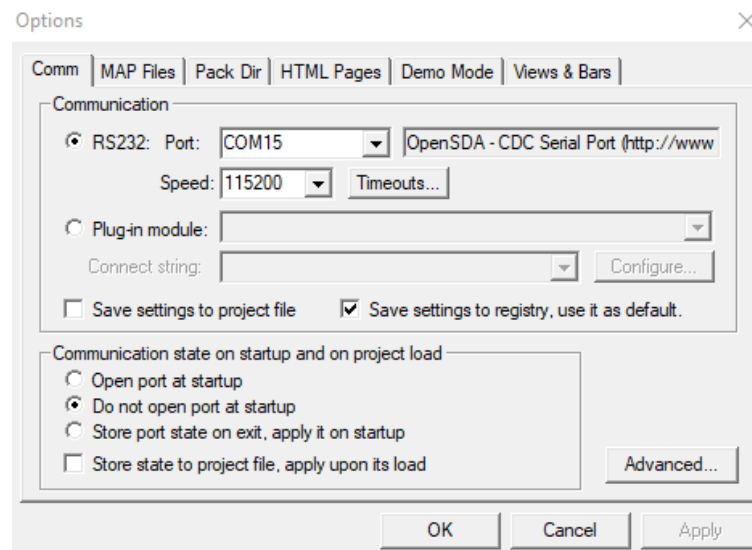 Options
Comm MAP Files Pack Dir HTML Pages Demo Mode Views & Bars
Communication
RS232: Port: COM15 OpenSDA - CDC Serial Port (http://www
Speed: 115200 Timeouts...
Plug-in module:
Connect string: Configure...
Save settings to project file Save settings to registry, use it as default.
Communication state on startup and on project load
Open port at startup
Do not open port at startup
Store port state on exit, apply it on startup
Store state to project file, apply upon its load Advanced...
OK Cancel Apply